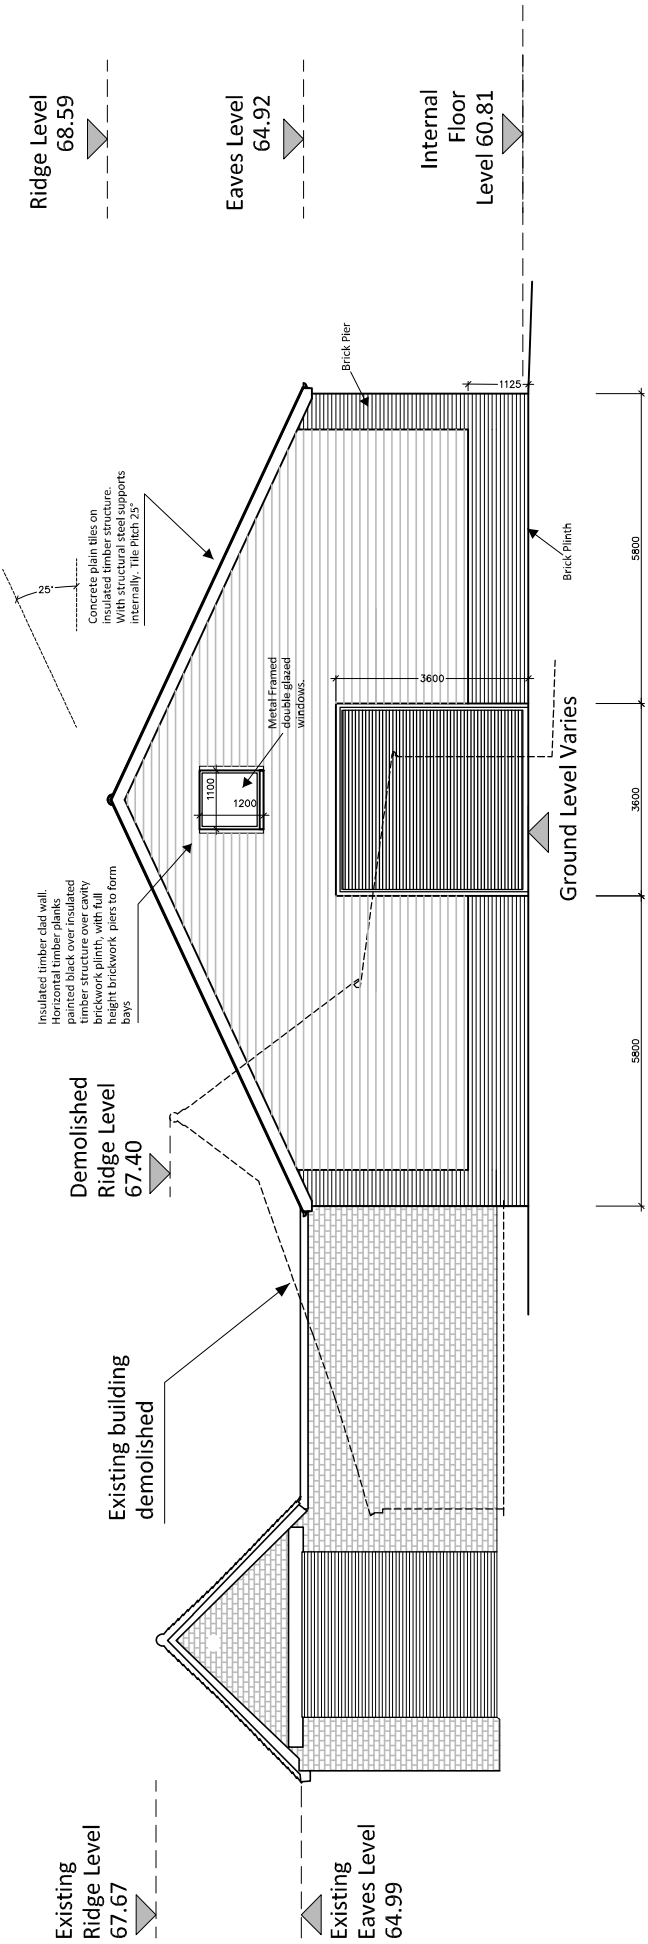 Existing
Ridge Level
67.67
Existing
Eaves Level
64.99
Existing building
demolished
Demolished
Ridge Level
67.40
Insulated timber clad wall.
Horizontal timber planks
painted black over insulated
timber structure over cavity
brickwork plinth, with full
height brickwork piers to form
bays
1100
1200
Metal Framed
double glazed
windows.
25°
Concrete plain tiles on
insulated timber structure.
With structural steel supports
internally. Tile Pitch 25°
Brick Pier
1125
Brick Plinth
3600
Ground Level Varies
5800
3600
5800
Ridge Level
68.59
Eaves Level
64.92
Internal
Floor
Level 60.81